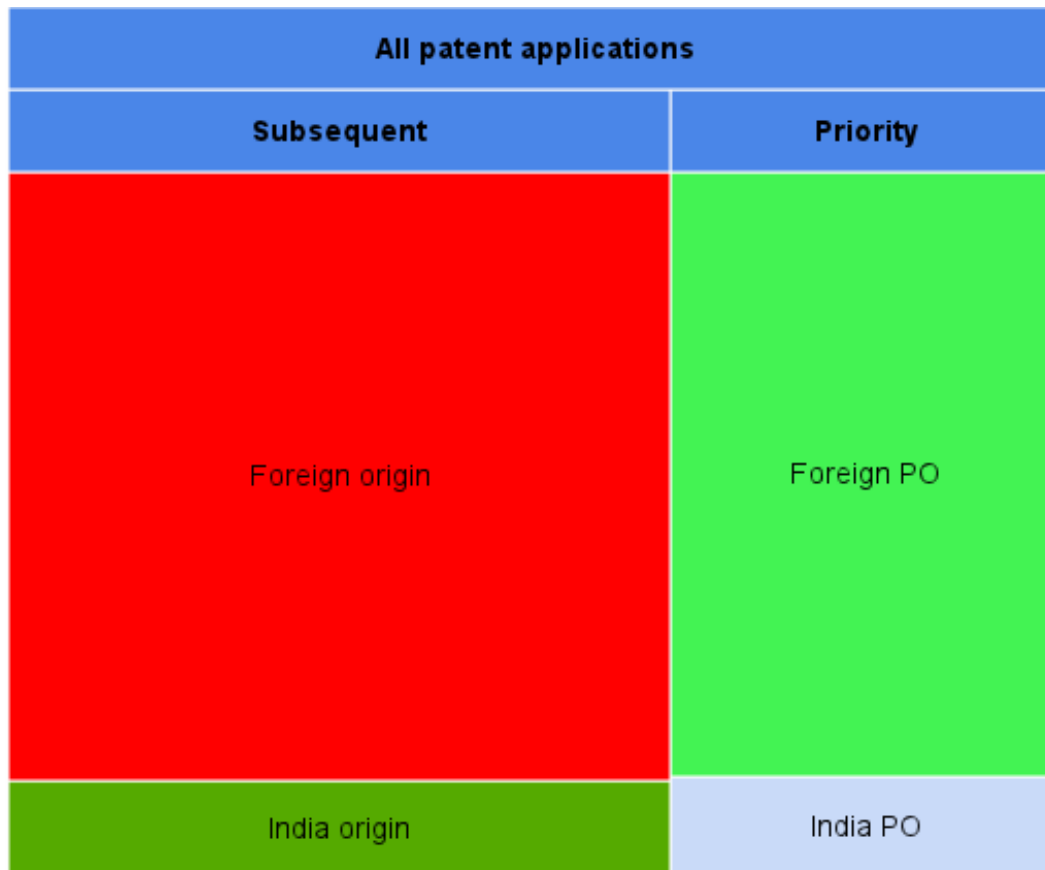 All patent applications
Subsequent
Priority
Foreign origin
Foreign PO
India origin
India PO